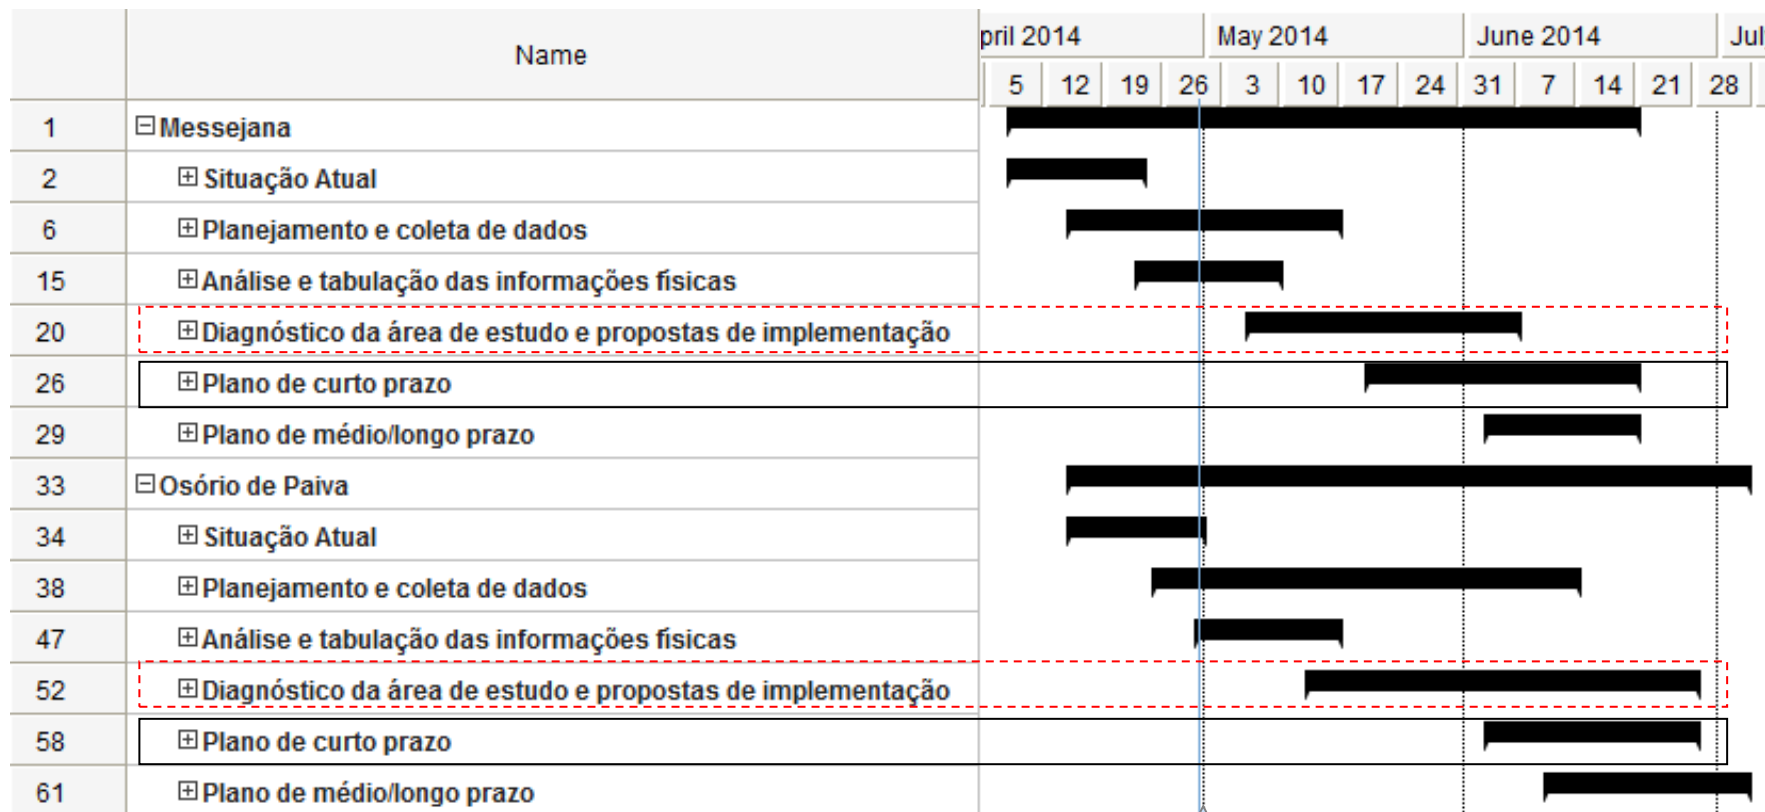 Name
pril 2014 May 2014 June 2014 Jul
5 12 19 26 3 10 17 24 31 7 14 21 28
1 Messejana
2 Situação Atual
6 Planejamento e coleta de dados
15 Análise e tabulação das informações físicas
20 Diagnóstico da área de estudo e propostas de implementação
26 Plano de curto prazo
29 Plano de médio/longo prazo
33 Osório de Paiva
34 Situação Atual
38 Planejamento e coleta de dados
47 Análise e tabulação das informações físicas
52 Diagnóstico da área de estudo e propostas de implementação
58 Plano de curto prazo
61 Plano de médio/longo prazo